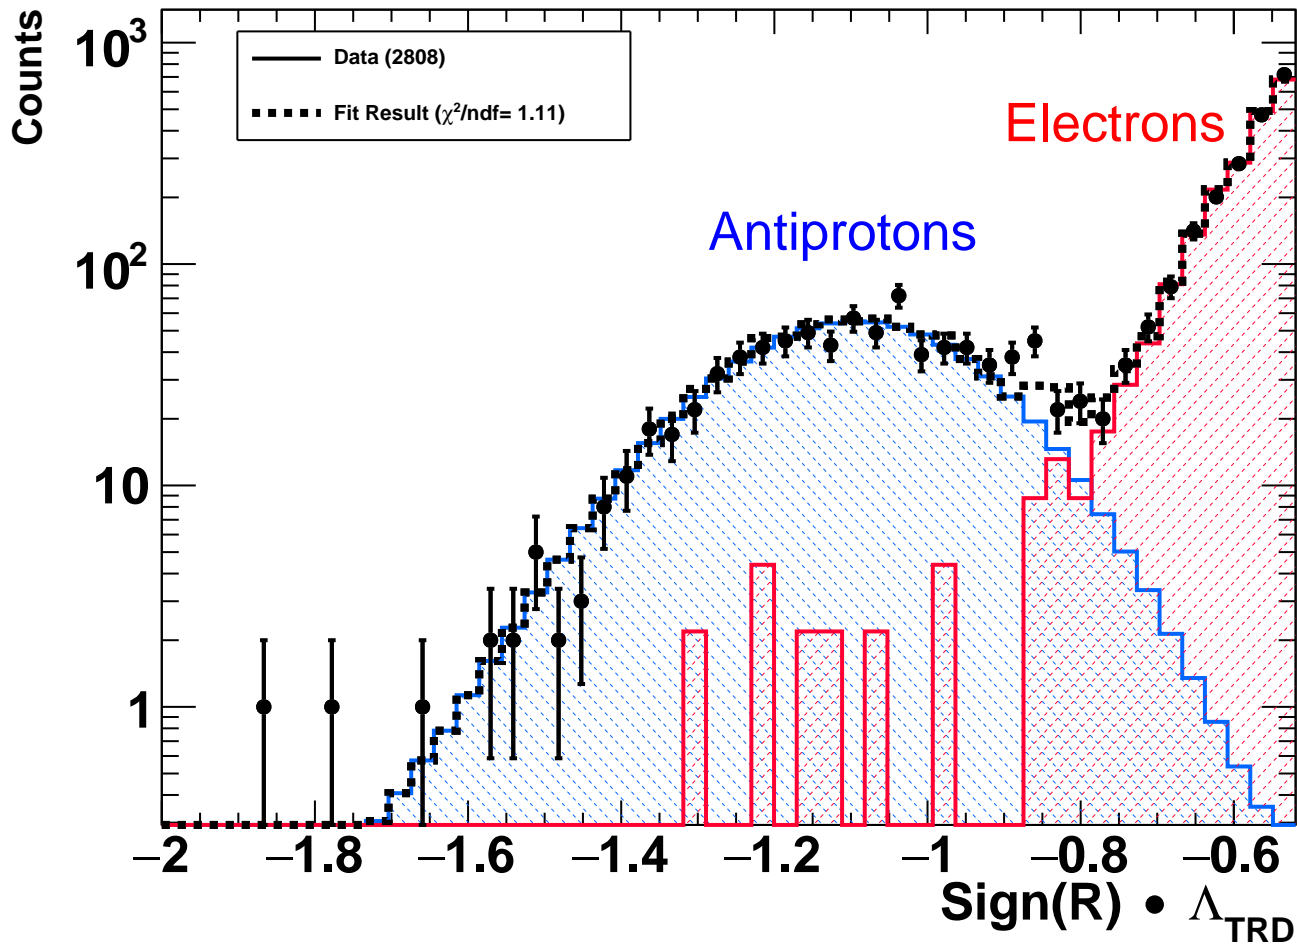 Counts
10³
10²
10
1
Data (2808)
Fit Result (χ²/ndf= 1.11)
Electrons
Antiprotons
−2 −1.8 −1.6 −1.4 −1.2 −1 −0.8 −0.6
Sign(R) • Λ_TRD